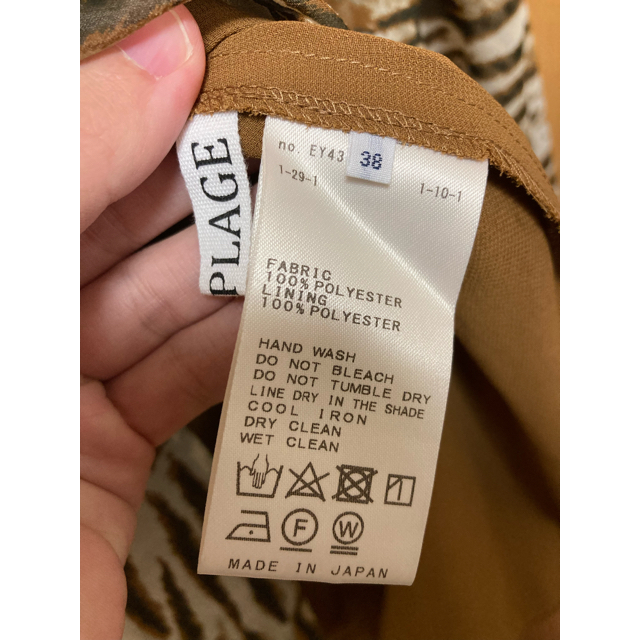 PLAGE
no. EY43
38
1-29-1
1-10-1
FABRIC
100% POLYESTER
LINING
100% POLYESTER
HAND WASH
DO NOT BLEACH
DO NOT TUMBLE DRY
LINE DRY IN THE SHADE
COOL IRON
DRY CLEAN
WET CLEAN
F
W
MADE IN JAPAN